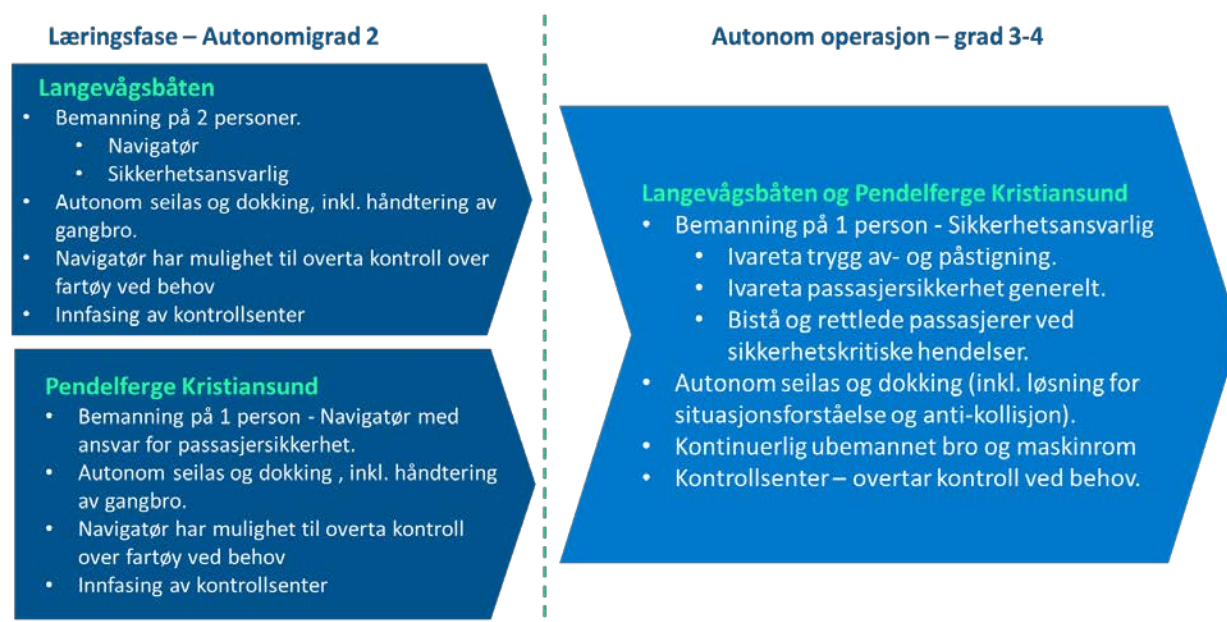 Læringsfase – Autonomigrad 2
Langevågsbåten
• Bemanning på 2 personer.
• Navigatør
• Sikkerhetsansvarlig
• Autonom seilas og dokking, inkl. håndtering av
gangbro.
• Navigatør har mulighet til overta kontroll over
fartøy ved behov
• Innfasing av kontrollsenter
Pendelferge Kristiansund
• Bemanning på 1 person - Navigatør med
ansvar for passasjersikkerhet.
• Autonom seilas og dokking , inkl. håndtering
av gangbro.
• Navigatør har mulighet til overta kontroll
over fartøy ved behov
• Innfasing av kontrollsenter
Autonom operasjon – grad 3-4
Langevågsbåten og Pendelferge Kristiansund
• Bemanning på 1 person - Sikkerhetsansvarlig
• Ivareta trygg av- og påstigning.
• Ivareta passasjersikkerhet generelt.
• Bistå og rettlede passasjerer ved
sikkerhetskritiske hendelser.
• Autonom seilas og dokking (inkl. løsning for
situasjonsforståelse og anti-kollisjon).
• Kontinuerlig ubemannet bro og maskinrom
• Kontrollsenter – overtar kontroll ved behov.